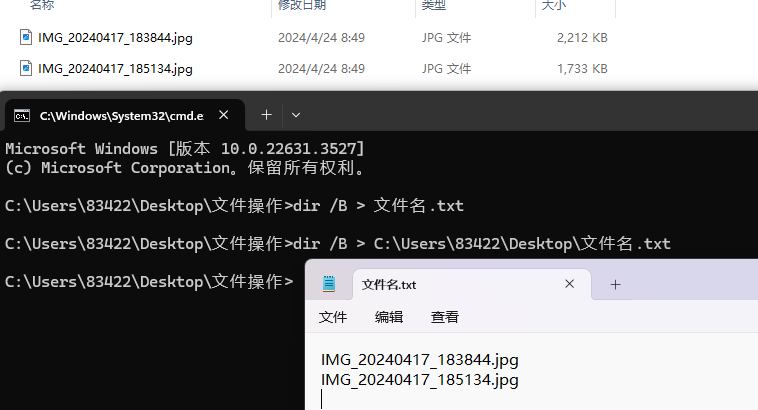 名称 修改日期 类型 大小
IMG_20240417_183844.jpg 2024/4/24 8:49 JPG 文件 2,212 KB
IMG_20240417_185134.jpg 2024/4/24 8:49 JPG 文件 1,733 KB
C:\Windows\System32\cmd.e
Microsoft Windows [版本 10.0.22631.3527]
(c) Microsoft Corporation。保留所有权利。
C:\Users\83422\Desktop\文件操作>dir /B > 文件名.txt
C:\Users\83422\Desktop\文件操作>dir /B > C:\Users\83422\Desktop\文件名.txt
C:\Users\83422\Desktop\文件操作>
文件名.txt
文件 编辑 查看
IMG_20240417_183844.jpg
IMG_20240417_185134.jpg